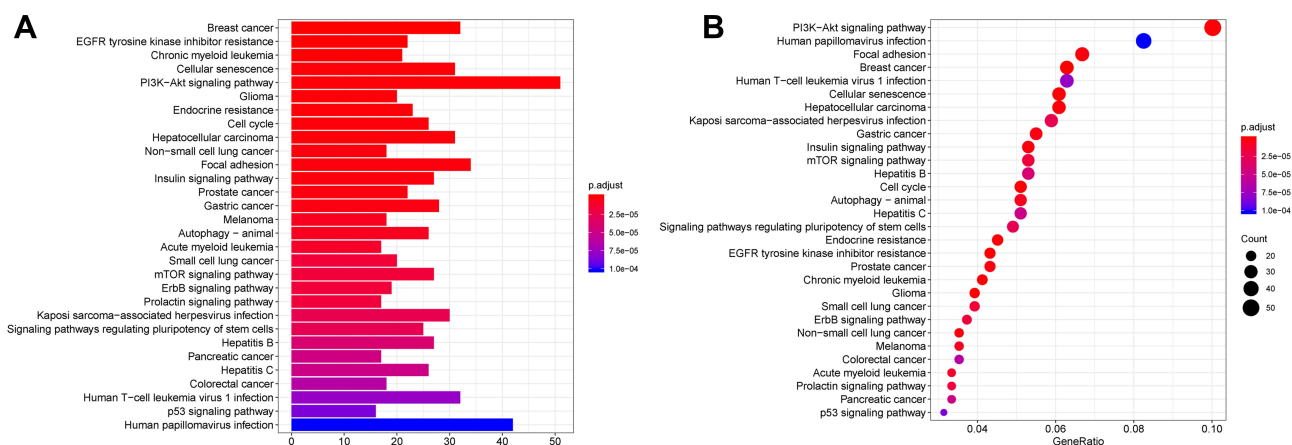 A
Breast cancer
EGFR tyrosine kinase inhibitor resistance
Chronic myeloid leukemia
Cellular senescence
PI3K−Akt signaling pathway
Glioma
Endocrine resistance
Cell cycle
Hepatocellular carcinoma
Non−small cell lung cancer
Focal adhesion
Insulin signaling pathway
Prostate cancer
Gastric cancer
Melanoma
Autophagy − animal
Acute myeloid leukemia
Small cell lung cancer
mTOR signaling pathway
ErbB signaling pathway
Prolactin signaling pathway
Kaposi sarcoma−associated herpesvirus infection
Signaling pathways regulating pluripotency of stem cells
Hepatitis B
Pancreatic cancer
Hepatitis C
Colorectal cancer
Human T−cell leukemia virus 1 infection
p53 signaling pathway
Human papillomavirus infection
0 10 20 30 40 50
p.adjust
2.5e−05
5.0e−05
7.5e−05
1.0e−04
B
PI3K−Akt signaling pathway
Human papillomavirus infection
Focal adhesion
Breast cancer
Human T−cell leukemia virus 1 infection
Cellular senescence
Hepatocellular carcinoma
Kaposi sarcoma−associated herpesvirus infection
Gastric cancer
Insulin signaling pathway
mTOR signaling pathway
Hepatitis B
Cell cycle
Autophagy − animal
Hepatitis C
Signaling pathways regulating pluripotency of stem cells
Endocrine resistance
EGFR tyrosine kinase inhibitor resistance
Prostate cancer
Chronic myeloid leukemia
Glioma
Small cell lung cancer
ErbB signaling pathway
Non−small cell lung cancer
Melanoma
Colorectal cancer
Acute myeloid leukemia
Prolactin signaling pathway
Pancreatic cancer
p53 signaling pathway
0.04 0.06 0.08 0.10
GeneRatio
p.adjust
2.5e−05
5.0e−05
7.5e−05
1.0e−04
Count
20
30
40
50